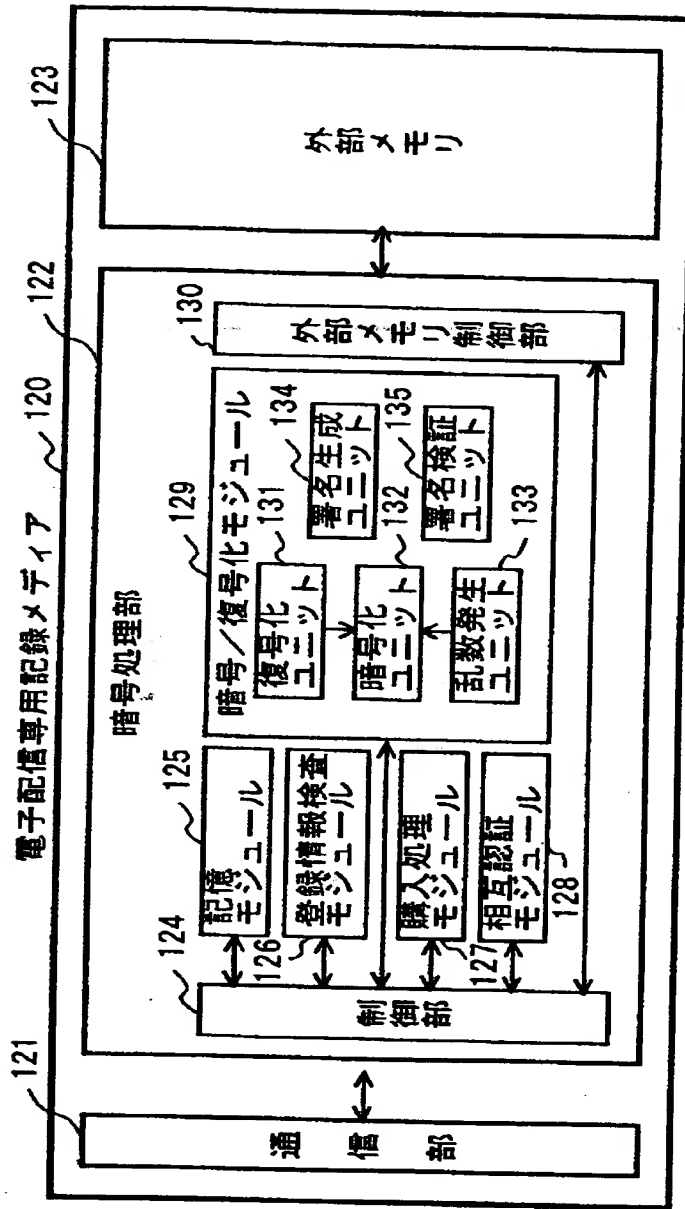 電子配信専用記録メディア 120
121
通信部
122
暗号処理部
123
外部メモリ
124
制御部
125
記憶
モジュール
126
登録情報検査
モジュール
127
購入処理
モジュール
128
相互認証
モジュール
129
暗号/復号化モジュール
131
復号化
ユニット
132
暗号化
ユニット
133
乱数発生
ユニット
134
署名生成
ユニット
135
署名検証
ユニット
130
外部メモリ制御部